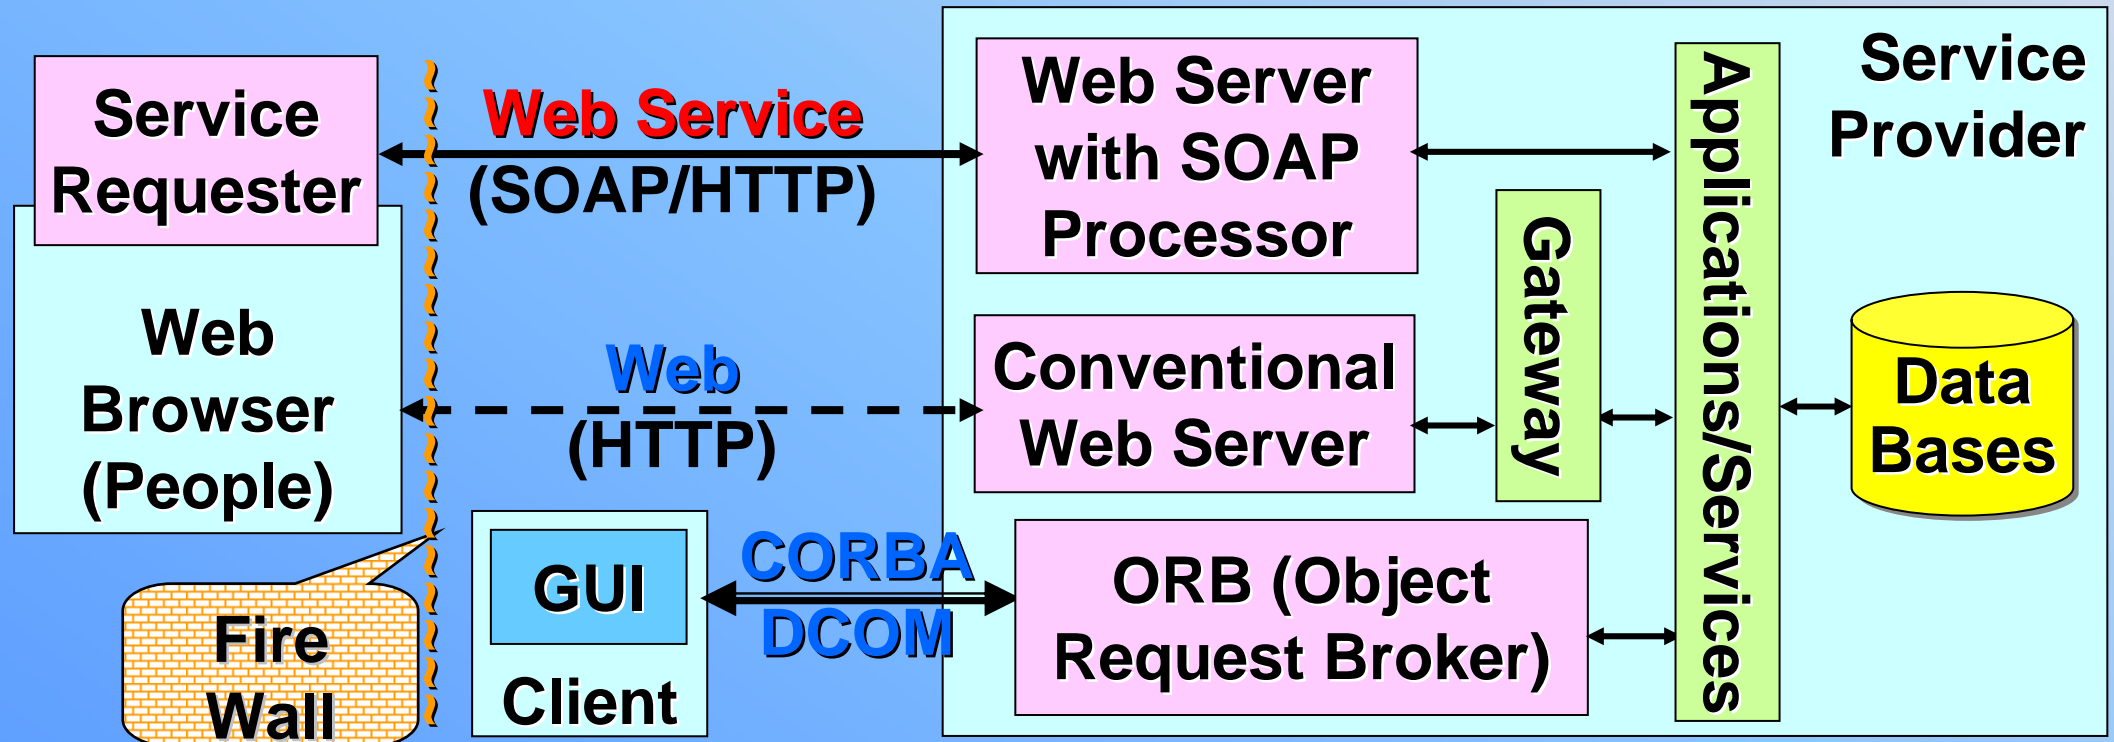 Service
Requester
Web
Browser
(People)
Fire
Wall
Web Service
(SOAP/HTTP)
Web
(HTTP)
GUI
Client
CORBA
DCOM
Web Server
with SOAP
Processor
Conventional
Web Server
ORB (Object
Request Broker)
Gateway
Applications/Services
Service
Provider
Data
Bases